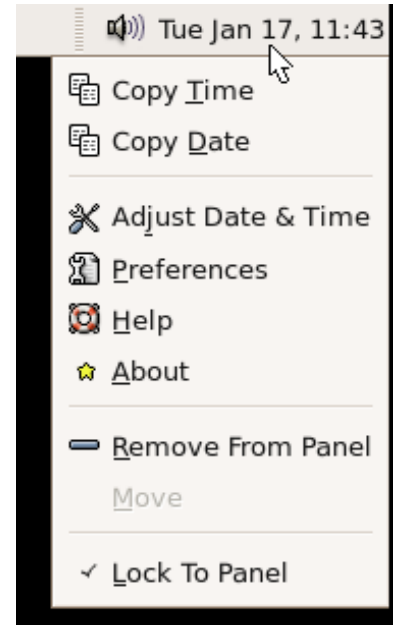 Tue Jan 17, 11:43
Copy Time
Copy Date
Adjust Date & Time
Preferences
Help
About
Remove From Panel
Move
Lock To Panel